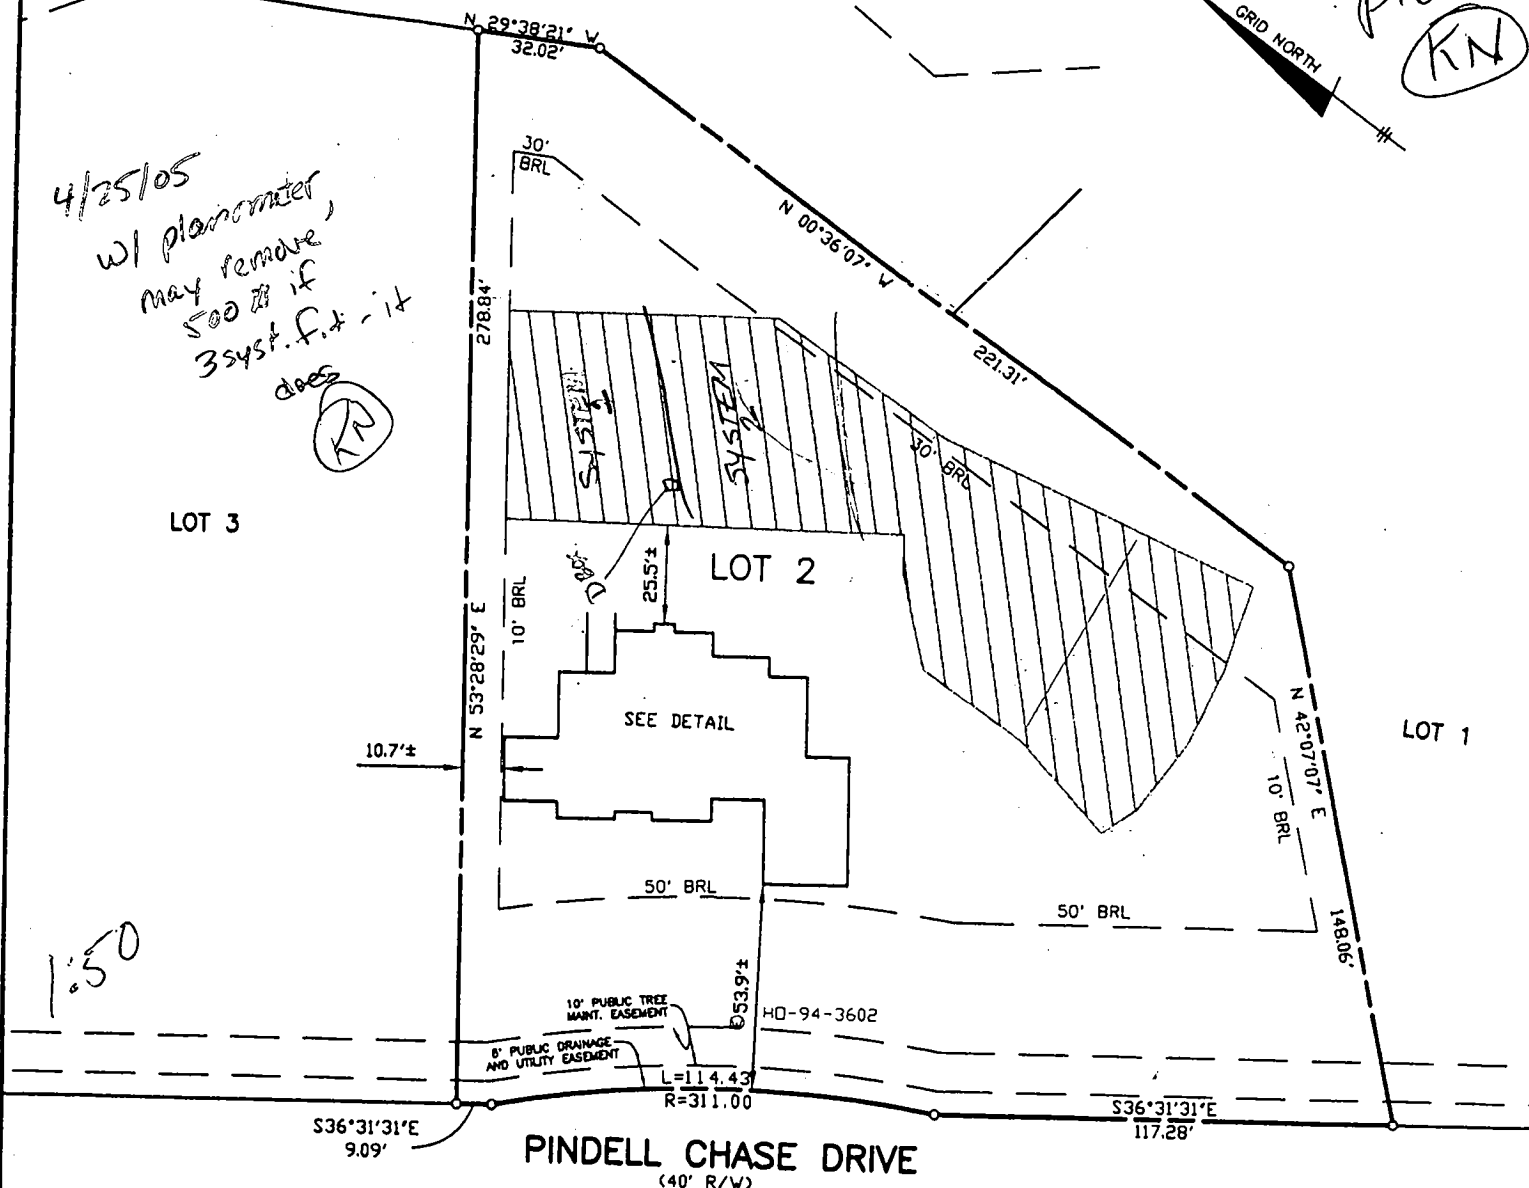 N 29°38'21" W
32.02'
GRID NORTH
KN
4/25/05
w/ planometer,
may remove
500 if
3 syst. fit - it
does
KN
30'
BRL
N 00°36'07" W
221.31'
278.84'
SYSTEM
SYSTEM
2
30' BRL
LOT 3
LOT 2
D Box
25.5'±
10' BRL
N 53°28'29" E
SEE DETAIL
10.7'±
LOT 1
N 42°07'07" E
10' BRL
148.06'
50' BRL
50' BRL
1:50
53.9'±
HO-94-3602
10' PUBLIC TREE
MAINT. EASEMENT
8' PUBLIC DRAINAGE
AND UTILITY EASEMENT
L=114.43
R=311.00
S36°31'31"E
9.09'
S36°31'31"E
117.28'
PINDELL CHASE DRIVE
(40' R/W)